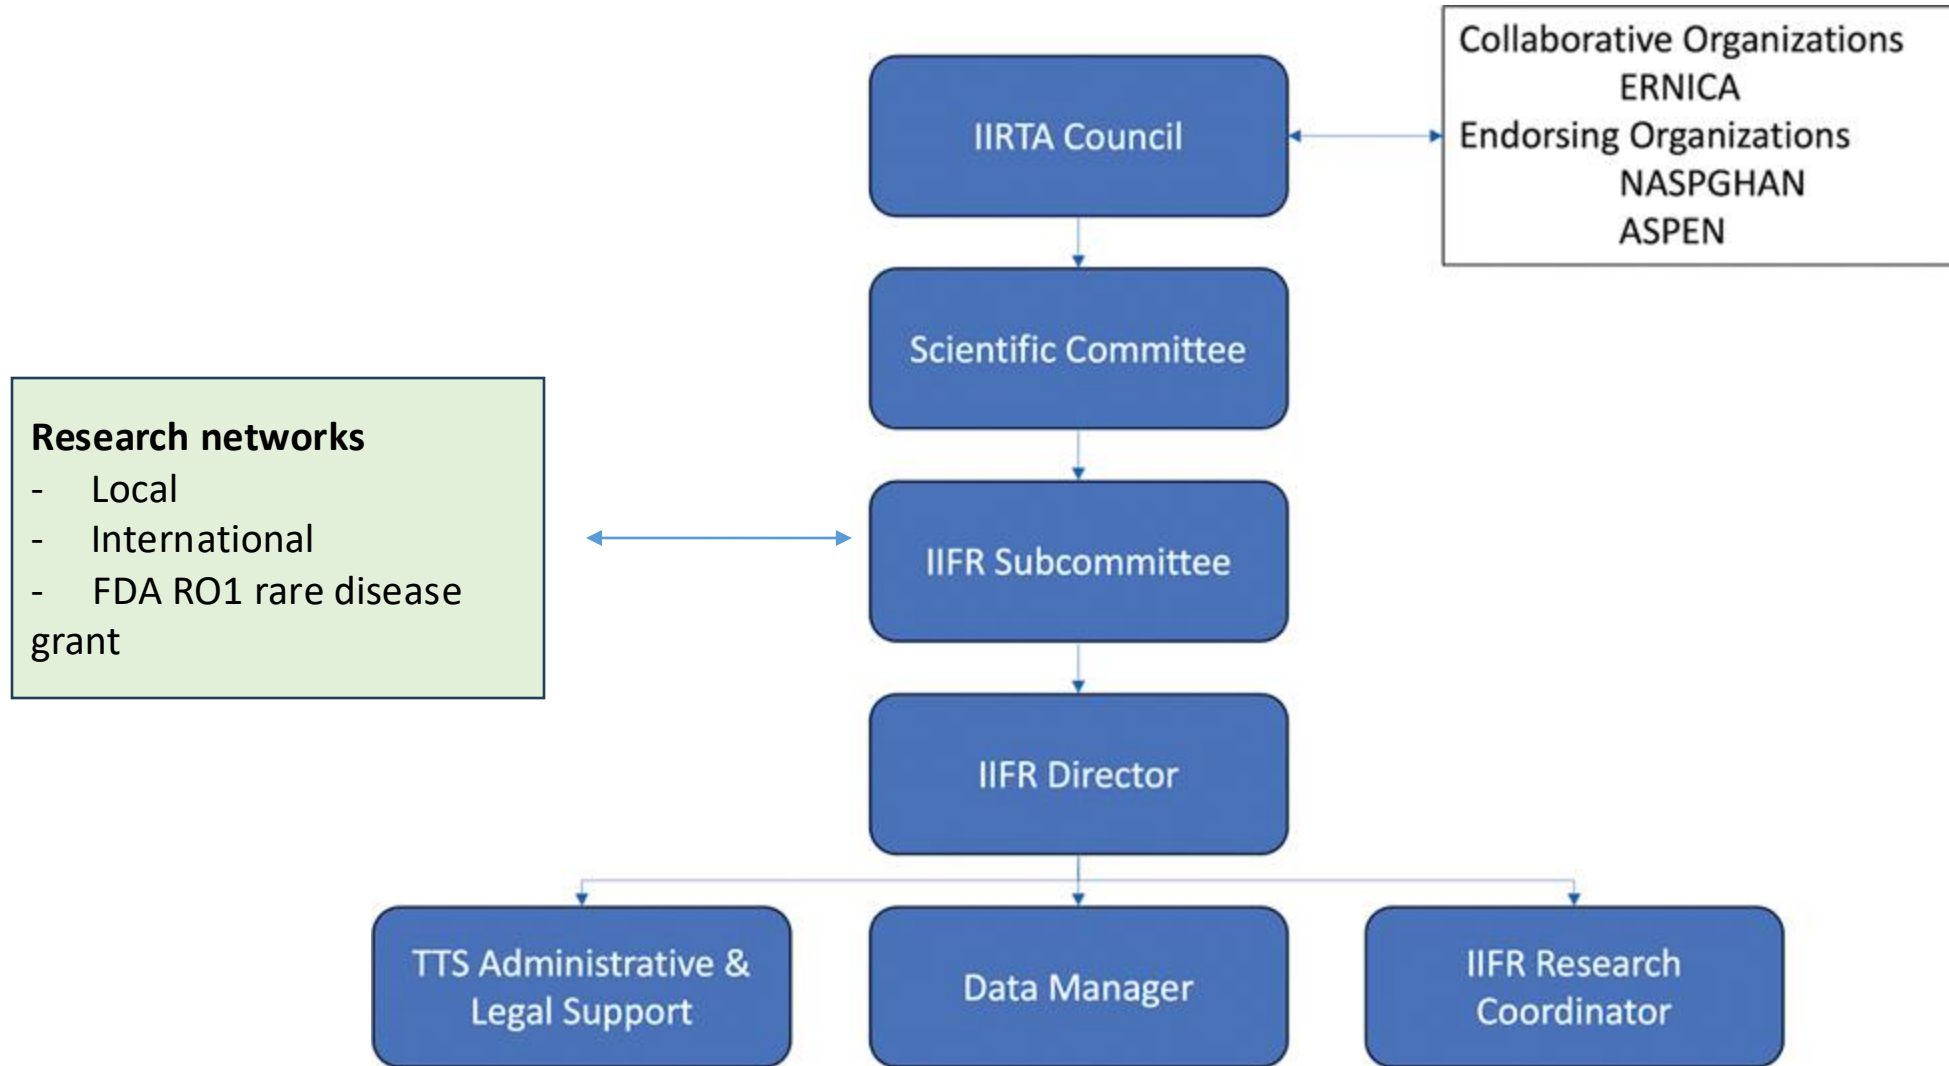 Collaborative Organizations
ERNICA
Endorsing Organizations
NASPGHAN
ASPEN
IIRTA Council
Scientific Committee
Research networks
- Local
- International
- FDA RO1 rare disease
grant
IIFR Subcommittee
IIFR Director
TTS Administrative &
Legal Support
Data Manager
IIFR Research
Coordinator